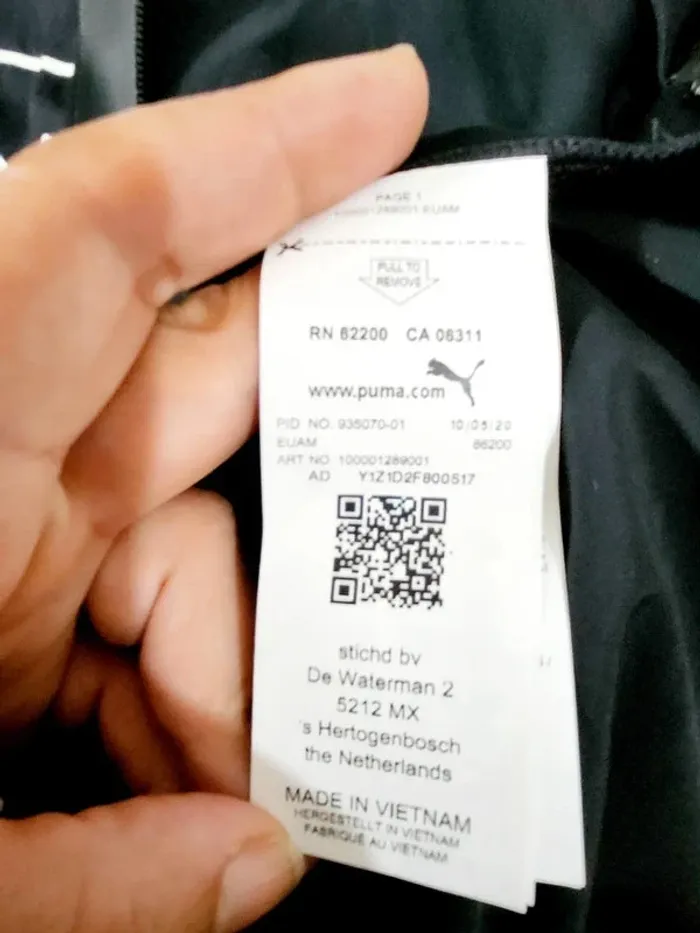 PAGE 1
PULL TO
REMOVE
RN 62200 CA 06311
www.puma.com
PID NO. 935070-01 10/05/20
EUAM 86200
ART NO 100001289001
AD Y1Z1D2F800517
stichd bv
De Waterman 2
5212 MX
's Hertogenbosch
the Netherlands
MADE IN VIETNAM
HERGESTELLT IN VIETNAM
FABRIQUÉ AU VIETNAM